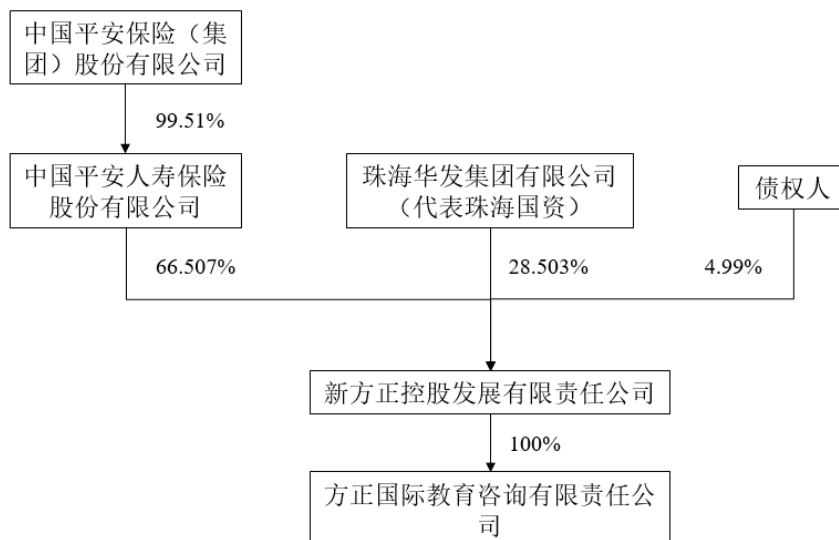 中国平安保险（集
团）股份有限公司
99.51%
中国平安人寿保险
股份有限公司
珠海华发集团有限公司
（代表珠海国资）
债权人
66.507%
28.503%
4.99%
新方正控股发展有限责任公司
100%
方正国际教育咨询有限责任公
司